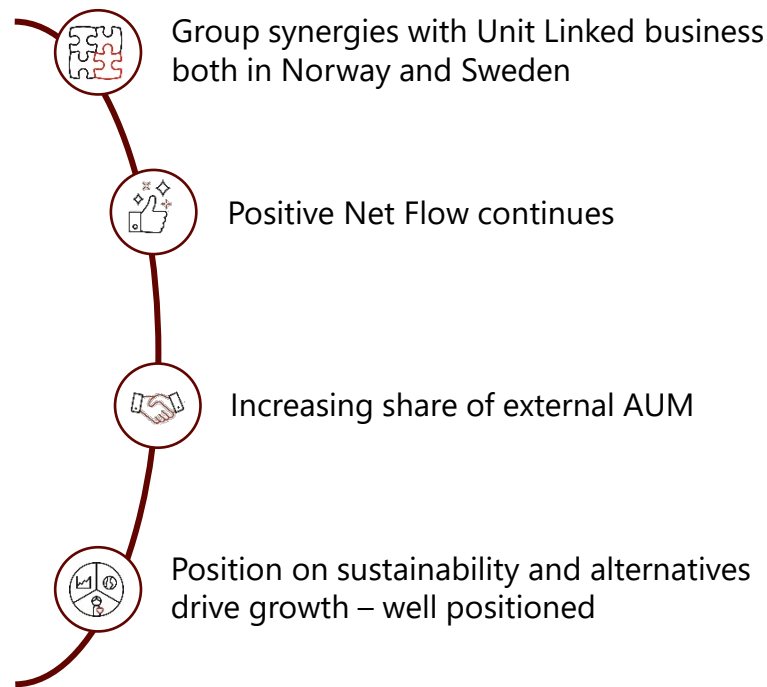 Group synergies with Unit Linked business
both in Norway and Sweden
Positive Net Flow continues
Increasing share of external AUM
Position on sustainability and alternatives
drive growth – well positioned